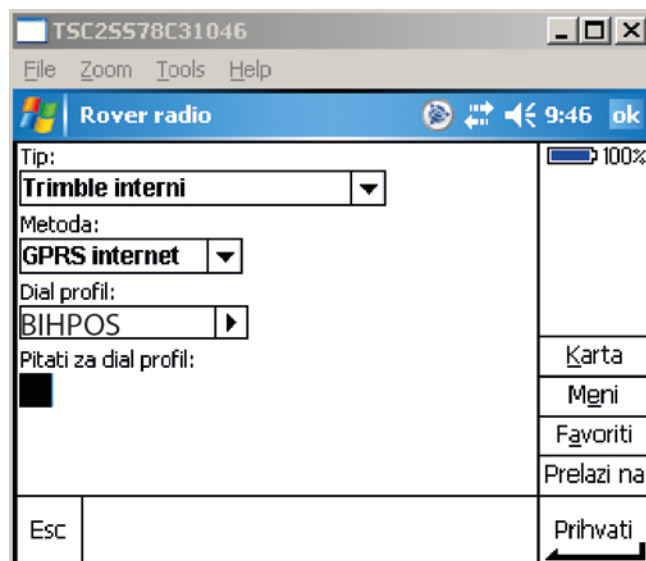 TSC2SS78C31046
File Zoom Tools Help
Rover radio 9:46 ok
Tip: 100%
Trimble interni
Metoda:
GPRS internet
Dial profil:
BIHPOS
Pitati za dial profil:
Karta
Meni
Favoriti
Prelazi na
Esc Prihvati